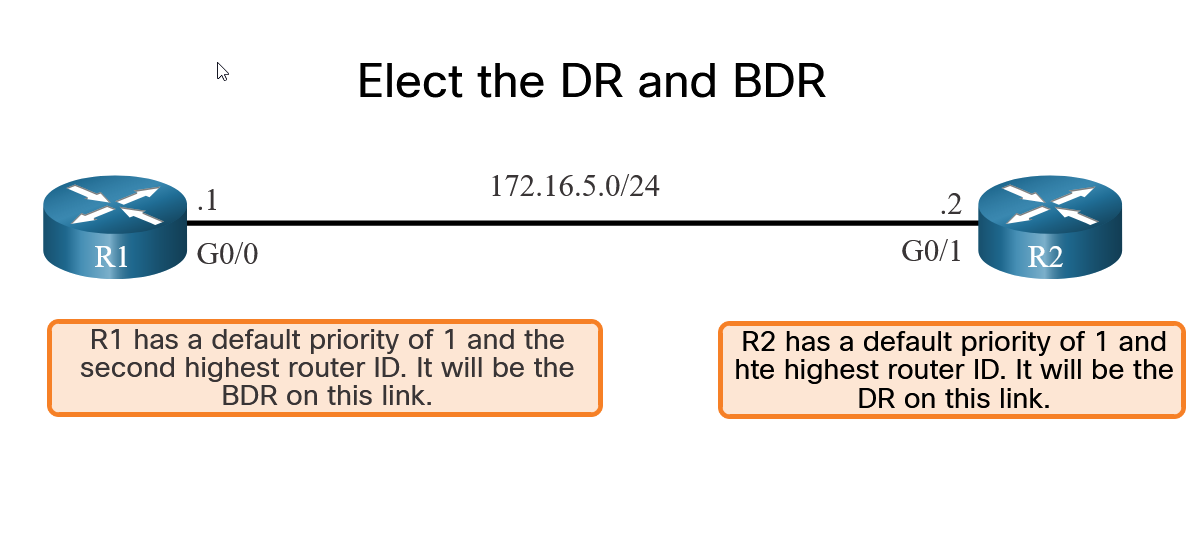 Elect the DR and BDR
172.16.5.0/24
.1
.2
G0/0
G0/1
R1
R2
R1 has a default priority of 1 and the
second highest router ID. It will be the
BDR on this link.
R2 has a default priority of 1 and
hte highest router ID. It will be the
DR on this link.